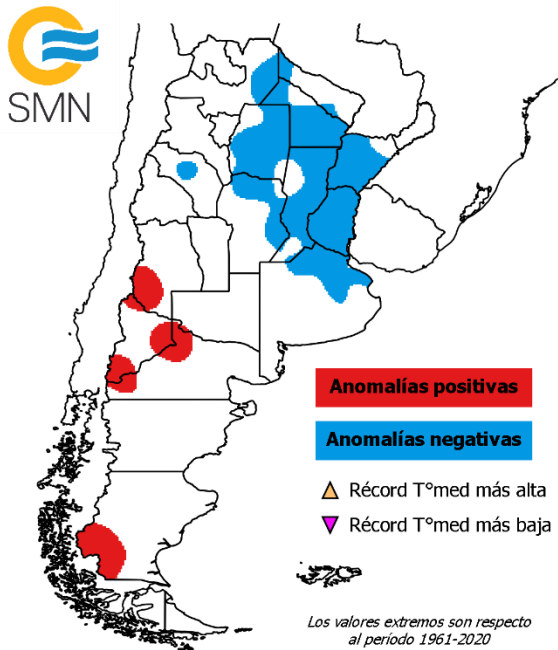 SMN
Anomalías positivas
Anomalías negativas
Récord T°med más alta
Récord T°med más baja
Los valores extremos son respecto
al período 1961-2020